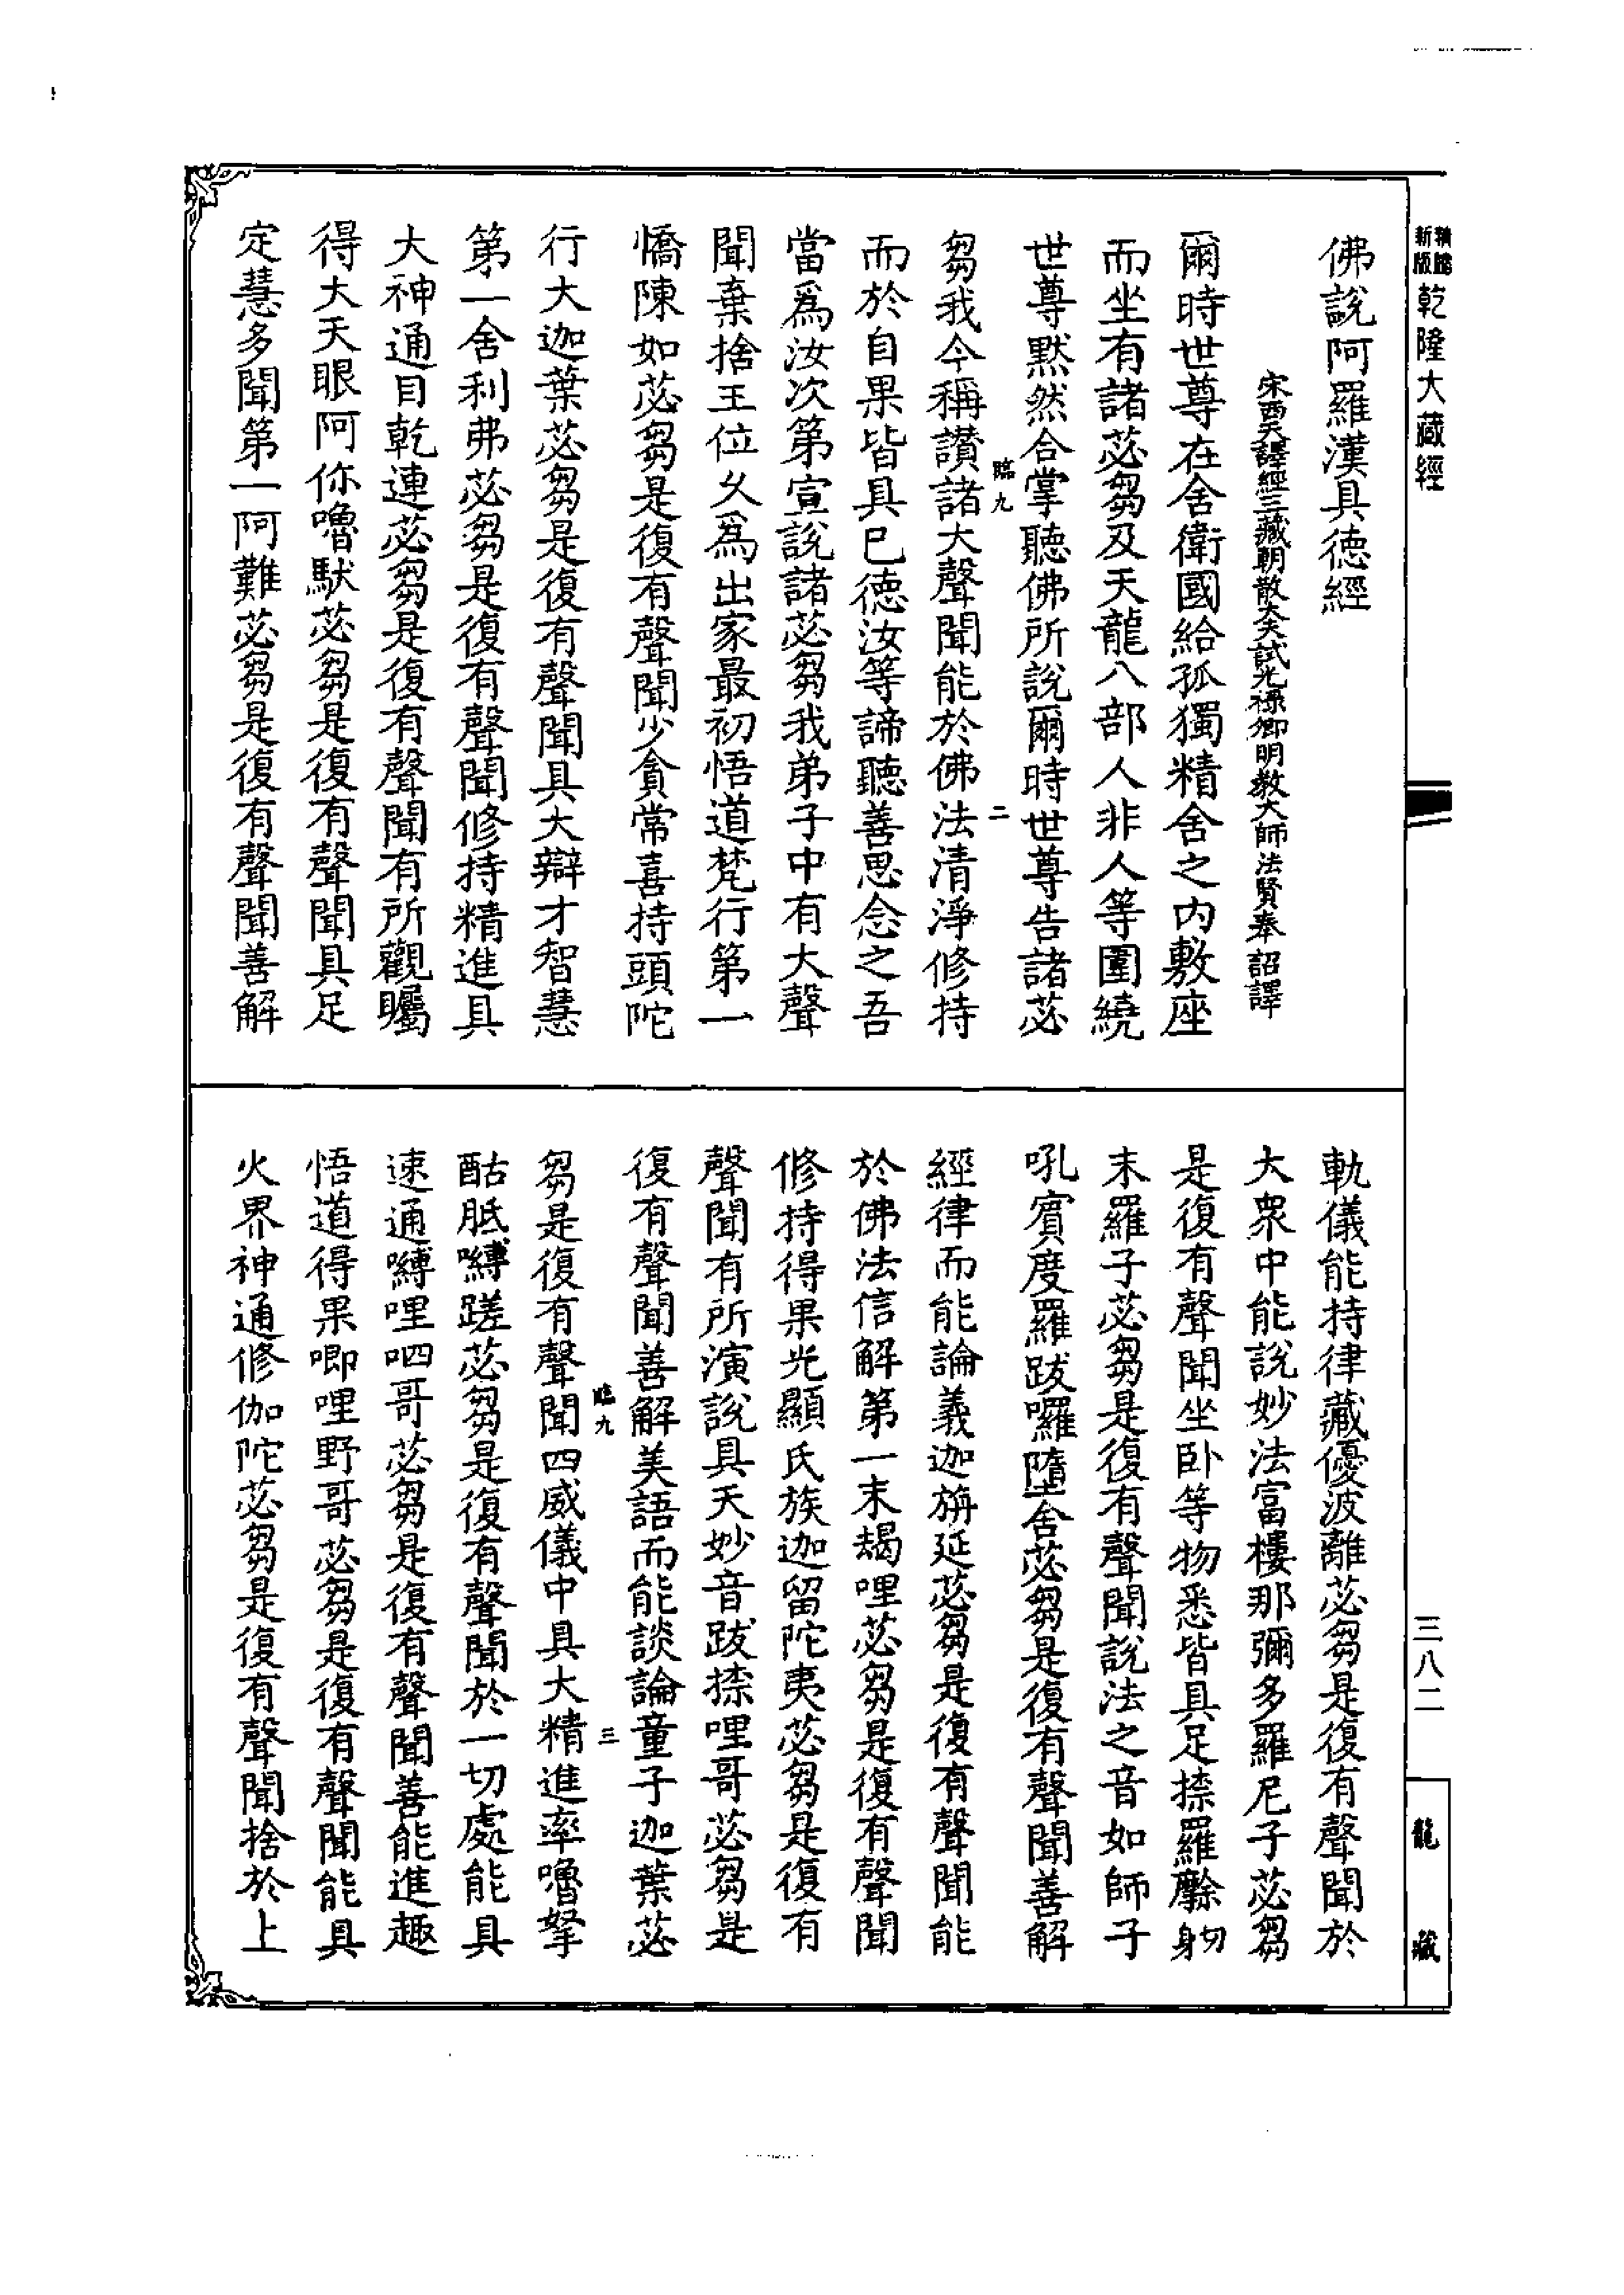 新版精縮乾隆大藏經
佛說阿羅漢具德經
宋西天譯經三藏朝散大夫試光祿卿明教大師法賢奉詔譯
爾時世尊在舍衛國給孤獨精舍之內敷座
而坐有諸苾芻及天龍八部人非人等圍繞
世尊默然合掌聽佛所說爾時世尊告諸苾
臨九
二
芻我今稱讚諸大聲聞能於佛法清淨修持
而於自果皆具已德汝等諦聽善思念之吾
當為汝次第宣說諸苾芻我弟子中有大聲
聞棄捨王位久為出家最初悟道梵行第一
憍陳如苾芻是復有聲聞少貪常喜持頭陀
行大迦葉苾芻是復有聲聞具大辯才智慧
第一舍利弗苾芻是復有聲聞修持精進具
大神通目乾連苾芻是復有聲聞有所觀矚
得大天眼阿你嚕馱苾芻是復有聲聞具足
定慧多聞第一阿難苾芻是復有聲聞善解
軌儀能持律藏優波離苾芻是復有聲聞於
大眾中能說妙法富樓那彌多羅尼子苾芻
是復有聲聞坐臥等物悉皆具足捺羅麼躬
末羅子苾芻是復有聲聞說法之音如師子
吼賓度羅跋囉墮舍苾芻是復有聲聞善解
經律而能論義迦旃延苾芻是復有聲聞能
於佛法信解第一末羯哩苾芻是復有聲聞
修持得果光顯氏族迦留陀夷苾芻是復有
聲聞有所演說具天妙音跋捺哩哥苾芻是
復有聲聞善解美語而能談論童子迦葉苾
臨九
三
芻是復有聲聞四威儀中具大精進率嚕拏
酤胝嚩蹉苾芻是復有聲聞於一切處能具
速通嚩哩呬哥苾芻是復有聲聞善能進趣
悟道得果唧哩野哥苾芻是復有聲聞能具
火界神通修伽陀苾芻是復有聲聞捨於上
三八二
龍藏